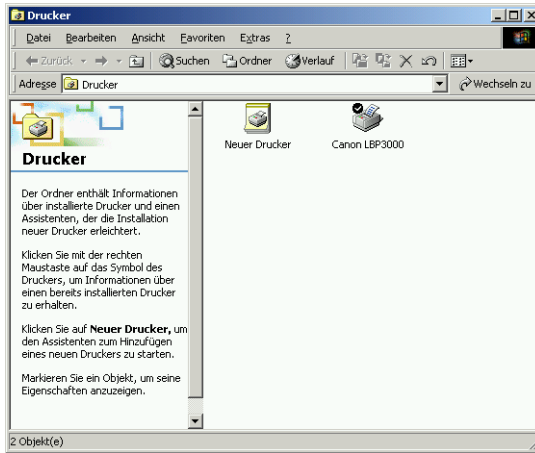 Drucker
Datei Bearbeiten Ansicht Favoriten Extras ?
Zurück Suchen Ordner Verlauf
Adresse Drucker Wechseln zu
Drucker
Der Ordner enthält Informationen
über installierte Drucker und einen
Assistenten, der die Installation
neuer Drucker erleichtert.
Klicken Sie mit der rechten
Maustaste auf das Symbol des
Druckers, um Informationen über
einen bereits installierten Drucker
zu erhalten.
Klicken Sie auf Neuer Drucker, um
den Assistenten zum Hinzufügen
eines neuen Druckers zu starten.
Markieren Sie ein Objekt, um seine
Eigenschaften anzuzeigen.
Neuer Drucker
Canon LBP3000
2 Objekt(e)